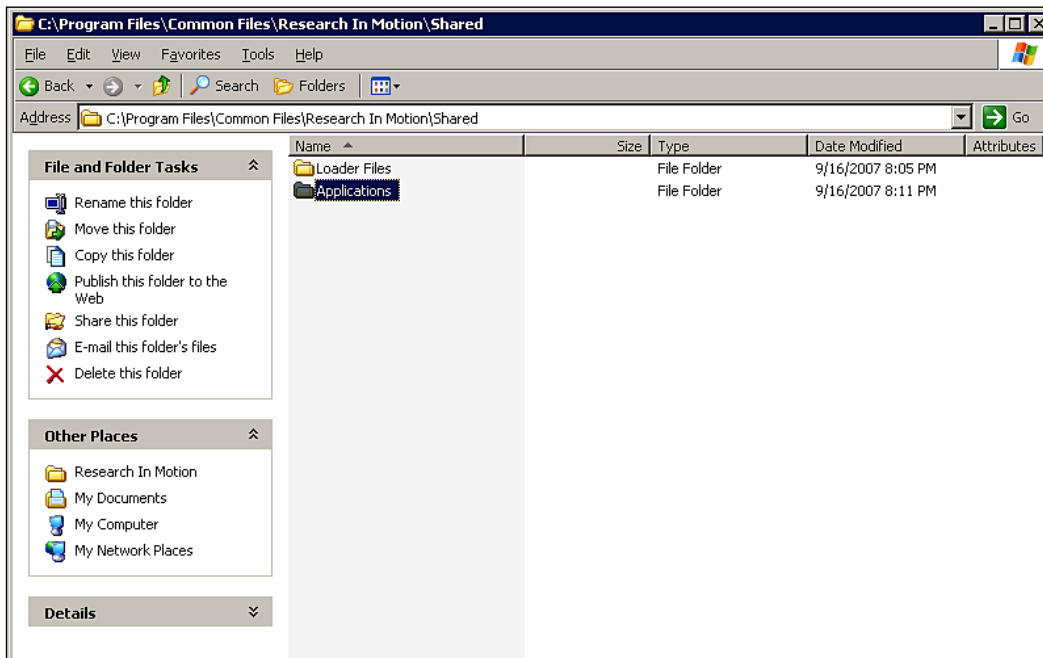 C:\Program Files\Common Files\Research In Motion\Shared
File Edit View Favorites Tools Help
Back Search Folders
Address C:\Program Files\Common Files\Research In Motion\Shared Go
File and Folder Tasks
Rename this folder
Move this folder
Copy this folder
Publish this folder to the
Web
Share this folder
E-mail this folder's files
Delete this folder
Other Places
Research In Motion
My Documents
My Computer
My Network Places
Details
Name Size Type Date Modified Attributes
Loader Files File Folder 9/16/2007 8:05 PM
Applications File Folder 9/16/2007 8:11 PM